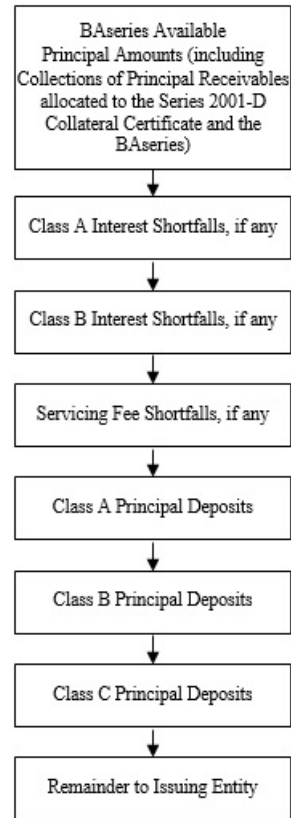 BAseries Available
Principal Amounts (including
Collections of Principal Receivables
allocated to the Series 2001-D
Collateral Certificate and the
BAseries)
Class A Interest Shortfalls, if any
Class B Interest Shortfalls, if any
Servicing Fee Shortfalls, if any
Class A Principal Deposits
Class B Principal Deposits
Class C Principal Deposits
Remainder to Issuing Entity